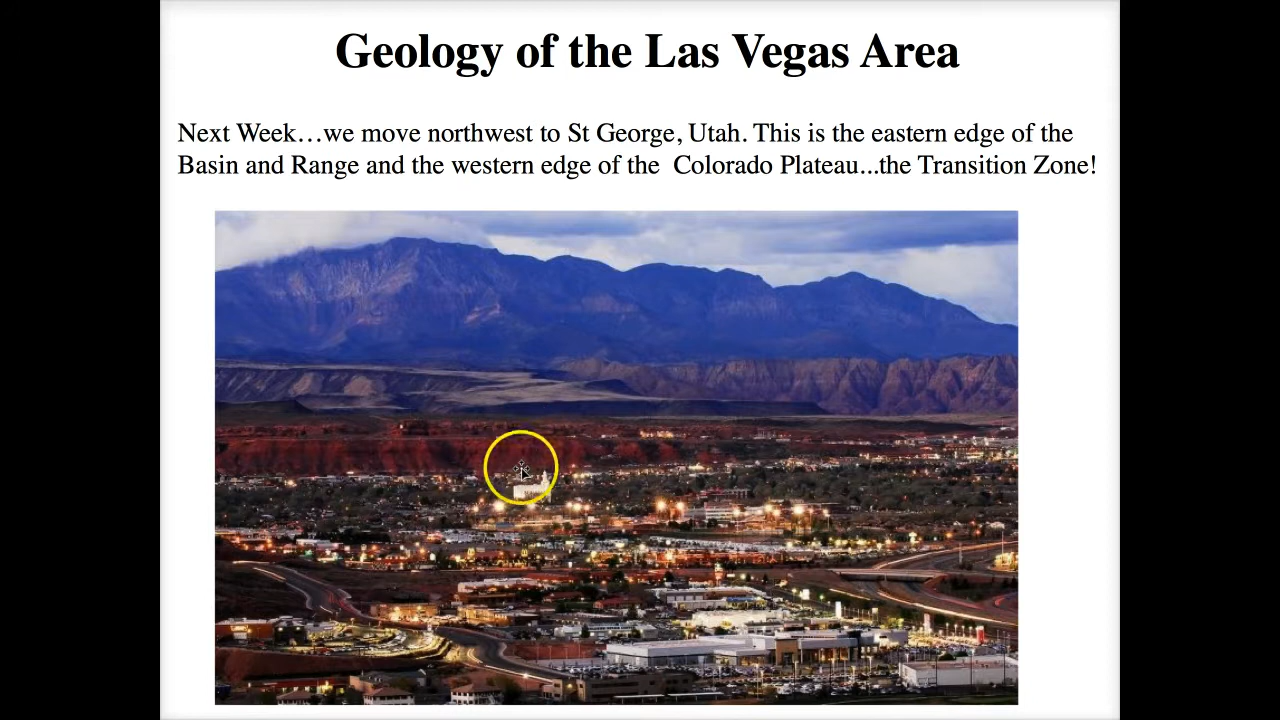 Geology of the Las Vegas Area
Next Week…we move northwest to St George, Utah. This is the eastern edge of the
Basin and Range and the western edge of the  Colorado Plateau...the Transition Zone!